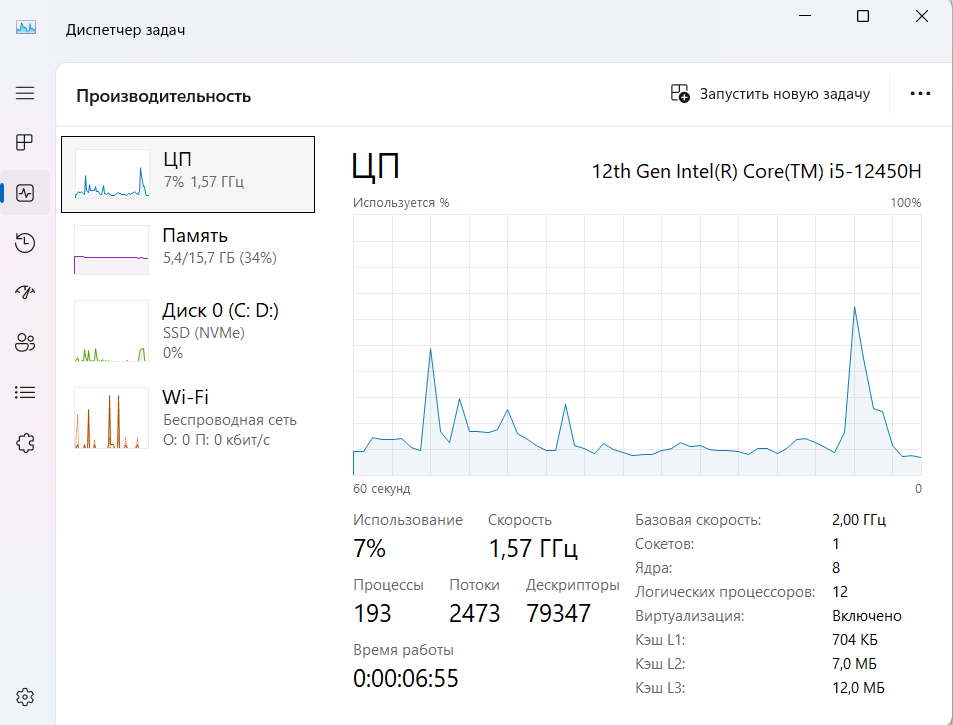 Диспетчер задач
Производительность
Запустить новую задачу
ЦП
7% 1,57 ГГц
Память
5,4/15,7 ГБ (34%)
Диск 0 (C: D:)
SSD (NVMe)
0%
Wi-Fi
Беспроводная сеть
О: 0 П: 0 кбит/с
ЦП
12th Gen Intel(R) Core(TM) i5-12450H
Используется %
100%
60 секунд
0
Использование
Скорость
7%
1,57 ГГц
Процессы
Потоки
Дескрипторы
193
2473
79347
Время работы
0:00:06:55
Базовая скорость: 2,00 ГГц
Сокетов: 1
Ядра: 8
Логических процессоров: 12
Виртуализация: Включено
Кэш L1: 704 КБ
Кэш L2: 7,0 МБ
Кэш L3: 12,0 МБ